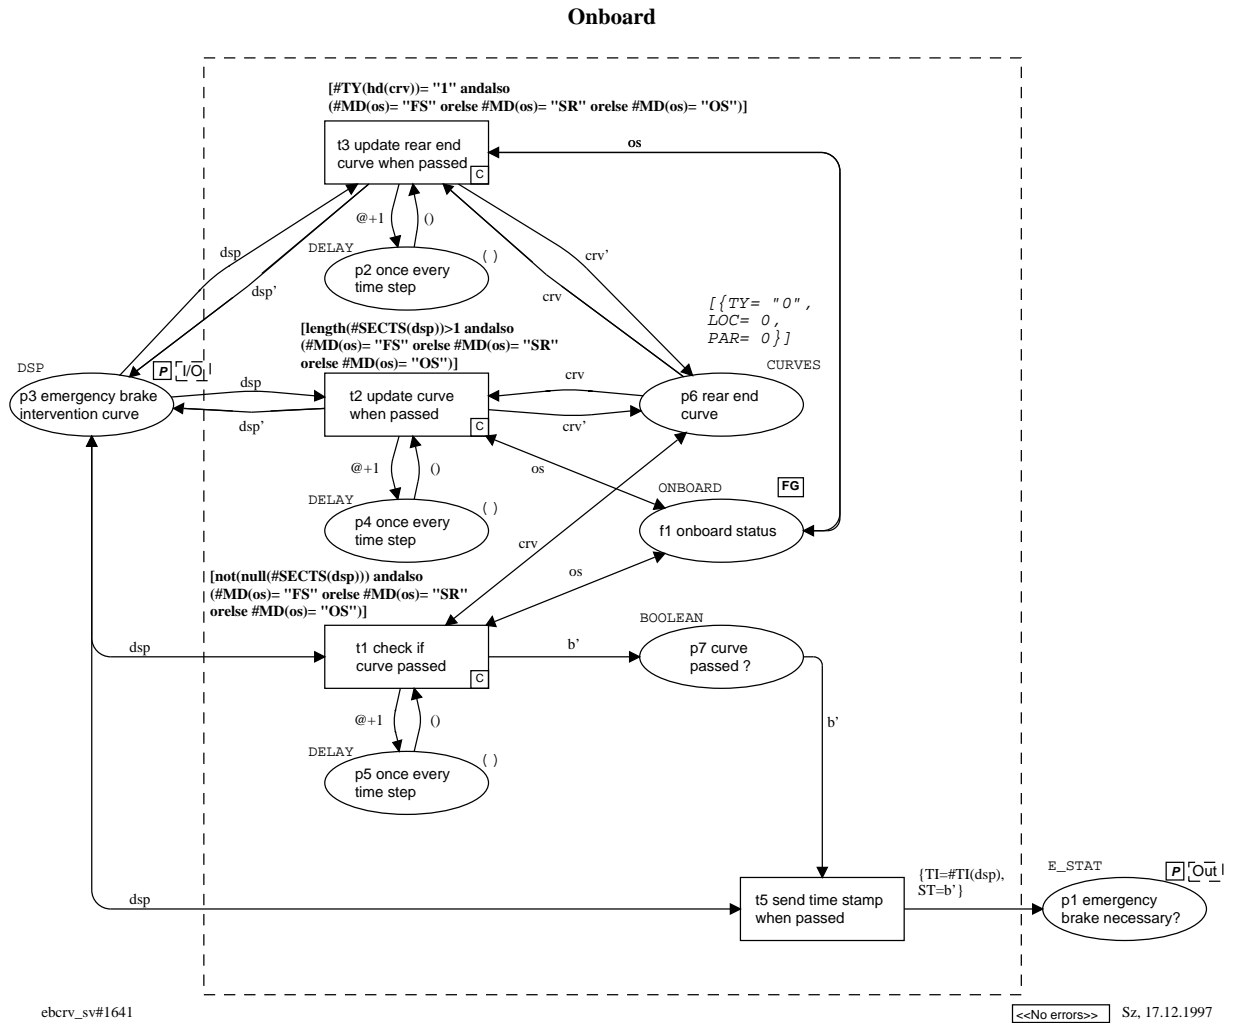 Onboard
[#TY(hd(crv))= "1" andalso
(#MD(os)= "FS" orelse #MD(os)= "SR" orelse #MD(os)= "OS")]
t3 update rear end
curve when passed
C
os
@+1
()
dsp
dsp'
crv'
crv
DELAY
()
p2 once every
time step
[{TY= "0",
LOC= 0,
PAR= 0}]
[length(#SECTS(dsp))>1 andalso
(#MD(os)= "FS" orelse #MD(os)= "SR"
orelse #MD(os)= "OS")]
DSP
P
I/O
CURVES
p3 emergency brake
intervention curve
dsp
dsp'
t2 update curve
when passed
C
crv
crv'
p6 rear end
curve
@+1
()
os
DELAY
()
p4 once every
time step
ONBOARD
FG
f1 onboard status
crv
os
[not(null(#SECTS(dsp))) andalso
(#MD(os)= "FS" orelse #MD(os)= "SR"
orelse #MD(os)= "OS")]
BOOLEAN
dsp
t1 check if
curve passed
C
b'
p7 curve
passed ?
@+1
()
b'
DELAY
()
p5 once every
time step
{TI=#TI(dsp),
ST=b'}
E_STAT
P
Out
dsp
t5 send time stamp
when passed
p1 emergency
brake necessary?
ebcrv_sv#1641
<<No errors>>
Sz, 17.12.1997